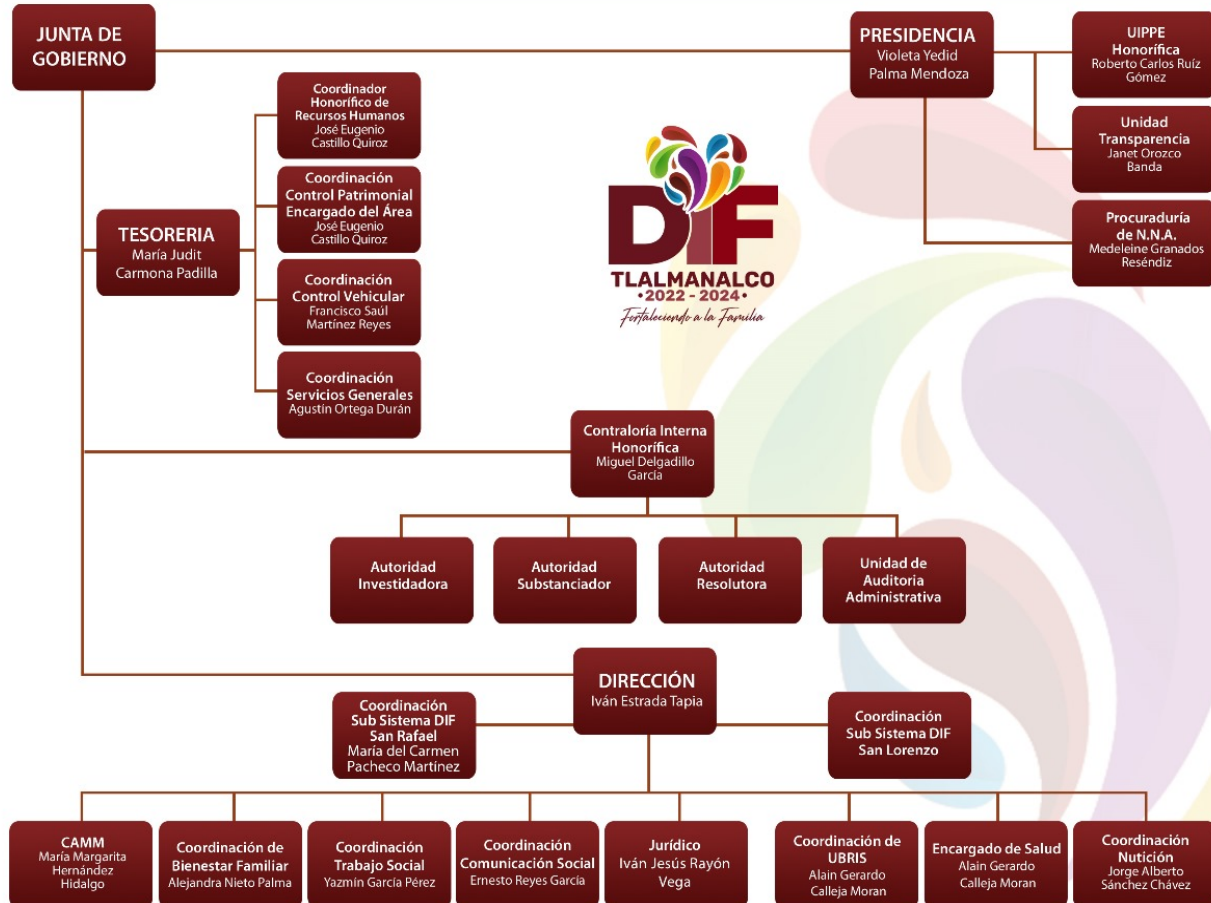 JUNTA DE
GOBIERNO
PRESIDENCIA
Violeta Yedid
Palma Mendoza
UIPPE
Honorífica
Roberto Carlos Ruíz
Gómez
Unidad
Transparencia
Janet Orozco
Banda
Procuraduría
de N.N.A.
Medeleine Granados
Reséndiz
TESORERIA
María Judit
Carmona Padilla
Coordinador
Honorífico de
Recursos Humanos
José Eugenio
Castillo Quiroz
Coordinación
Control Patrimonial
Encargado del Área
José Eugenio
Castillo Quiroz
Coordinación
Control Vehicular
Francisco Saúl
Martínez Reyes
Coordinación
Servicios Generales
Agustín Ortega Durán
DIF
TLALMANALCO
•2022 - 2024•
Fortaleciendo a la Familia
Contraloría Interna
Honorífica
Miguel Delgadillo
García
Autoridad
Investidadora
Autoridad
Substanciador
Autoridad
Resolutora
Unidad de
Auditoria
Administrativa
DIRECCIÓN
Iván Estrada Tapia
Coordinación
Sub Sistema DIF
San Rafael
María del Carmen
Pacheco Martínez
Coordinación
Sub Sistema DIF
San Lorenzo
CAMM
María Margarita
Hernández
Hidalgo
Coordinación de
Bienestar Familiar
Alejandra Nieto Palma
Coordinación
Trabajo Social
Yazmín García Pérez
Coordinación
Comunicación Social
Ernesto Reyes García
Jurídico
Iván Jesús Rayón
Vega
Coordinación de
UBRIS
Alain Gerardo
Calleja Moran
Encargado de Salud
Alain Gerardo
Calleja Moran
Coordinación
Nutición
Jorge Alberto
Sánchez Chávez